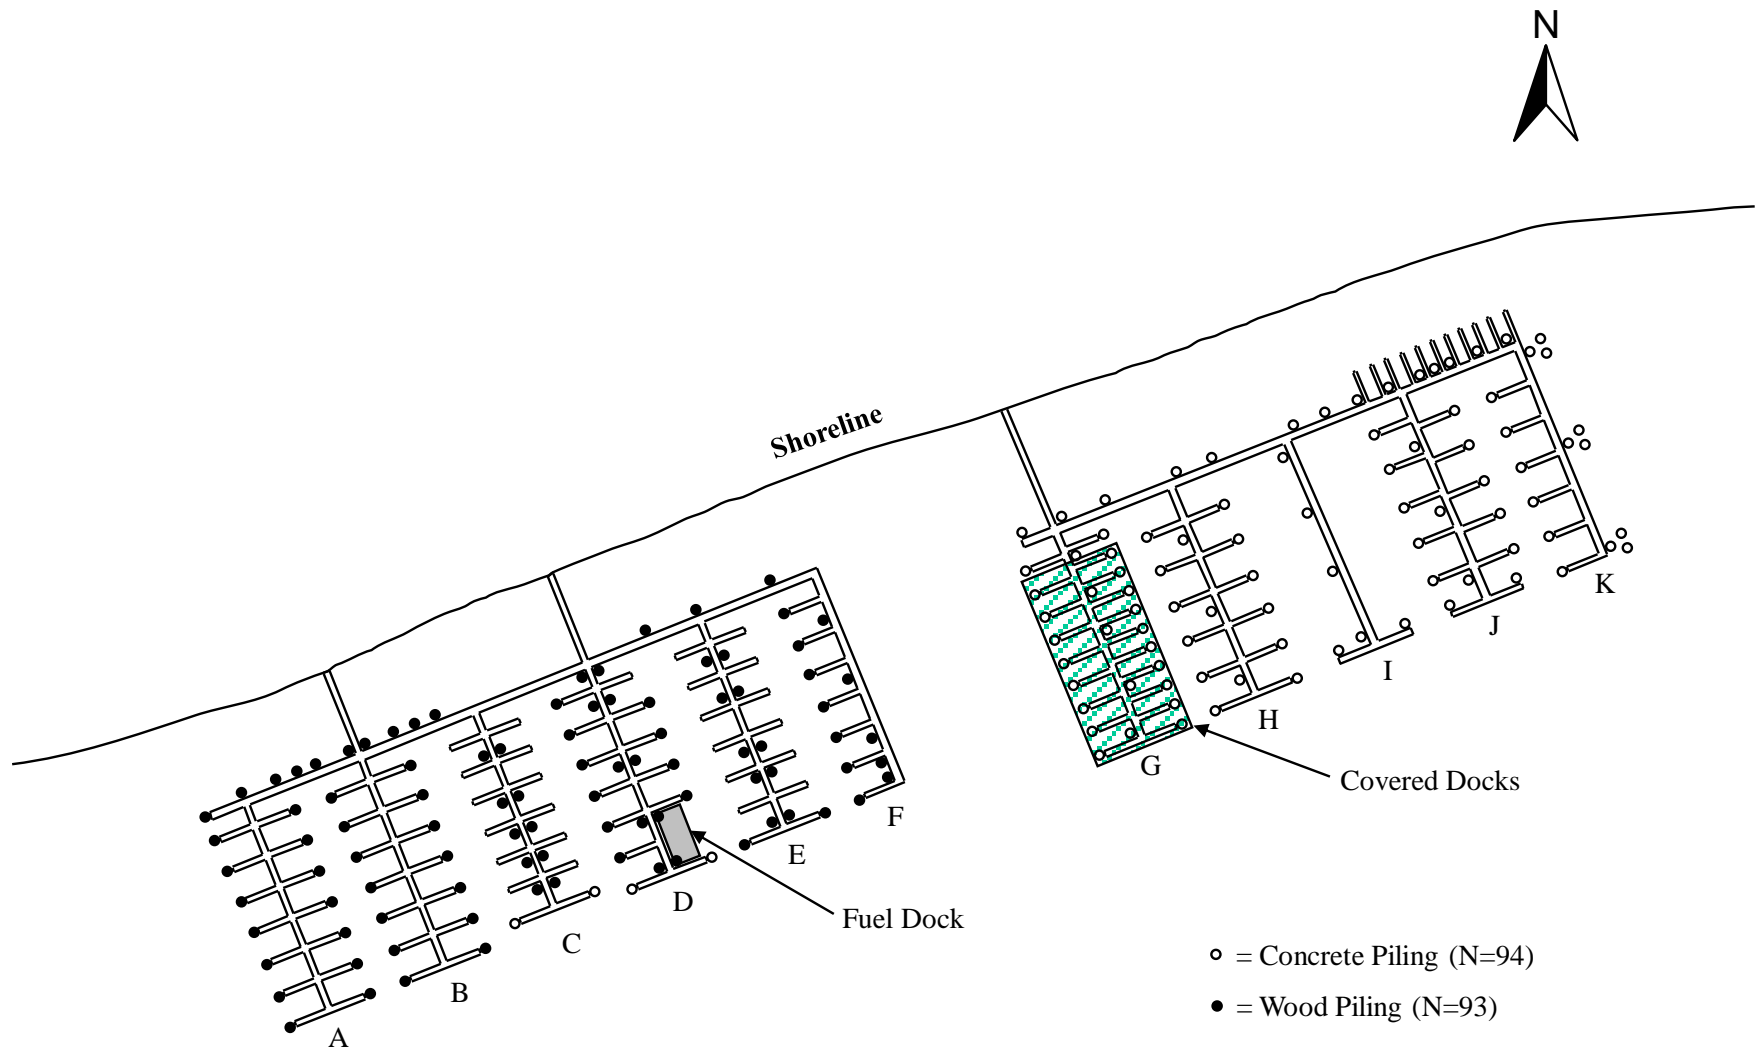 N
Shoreline
K
J
I
H
G
Covered Docks
F
E
D
Fuel Dock
C
B
A
= Concrete Piling (N=94)
= Wood Piling (N=93)